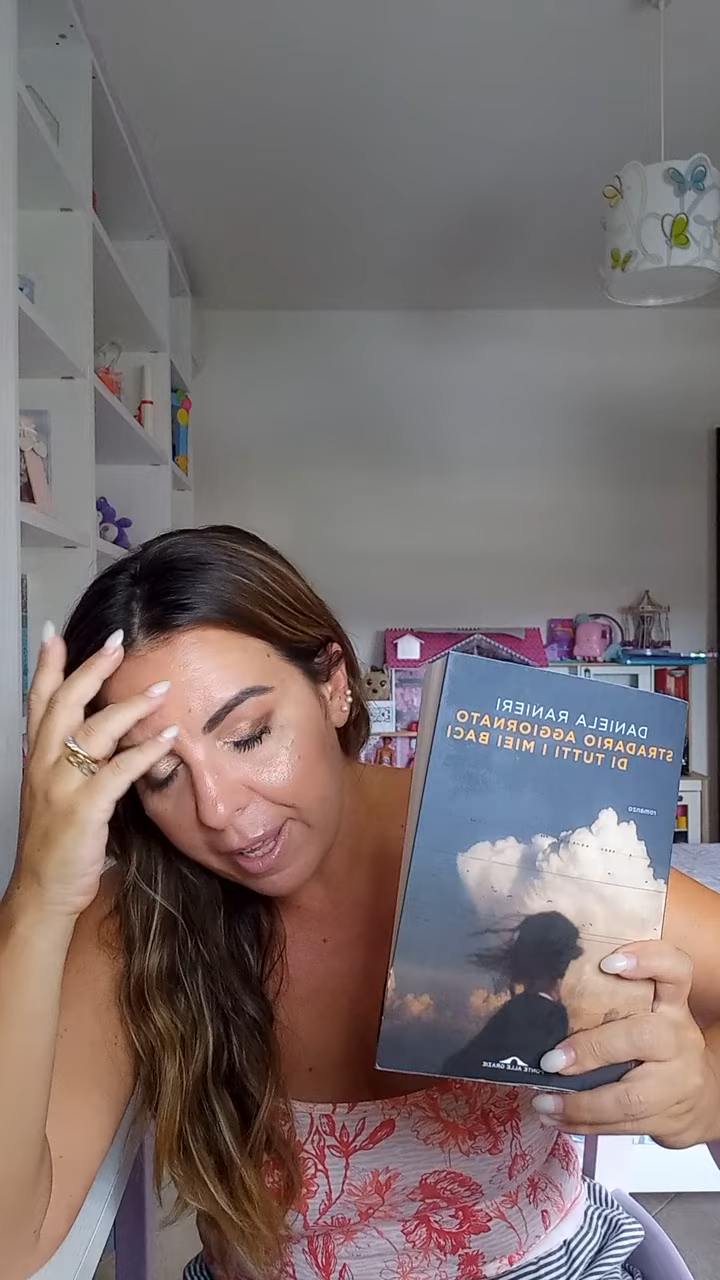 DANIELA RANIERI
STRADARIO AGGIORNATO
DI TUTTI I MIEI BACI
romanzo
PONTE ALLE GRAZIE